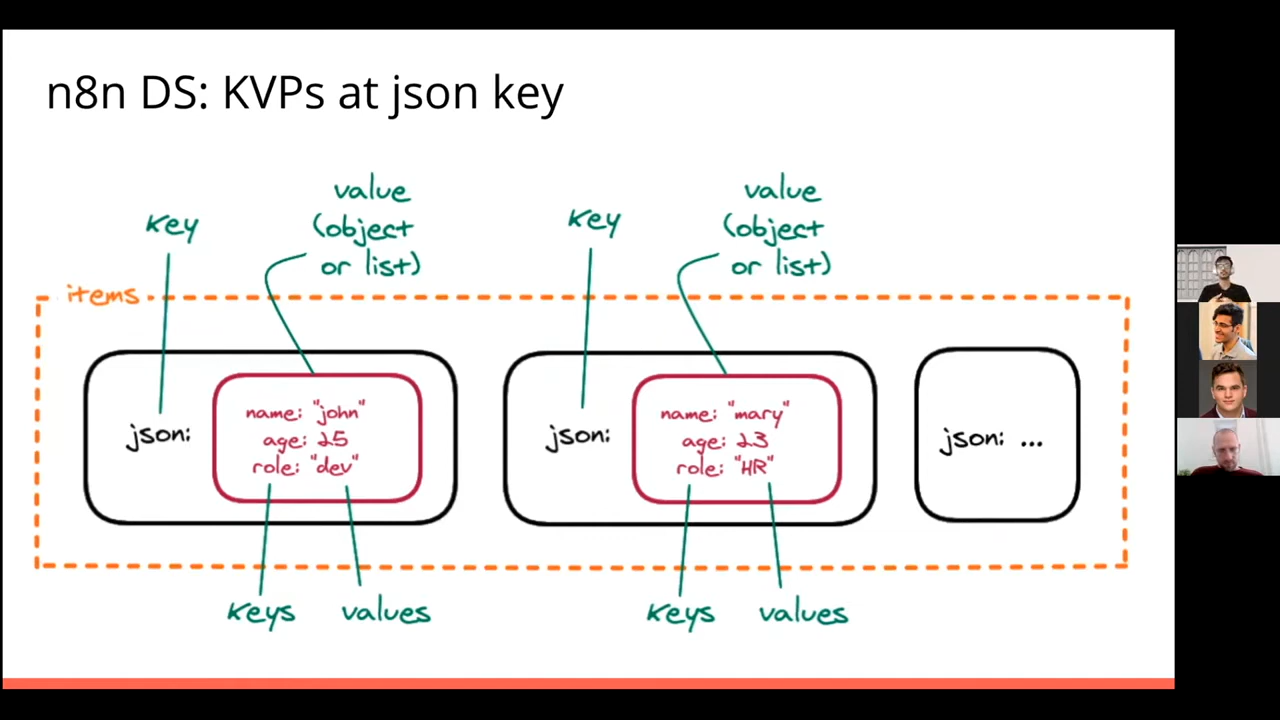 n8n DS: KVPs at json key
key
value
(object
or list)
key
value
(object
or list)
items
json:
name: "john"
age: 25
role: "dev"
json:
name: "mary"
age: 23
role: "HR"
json: ...
keys
values
keys
values